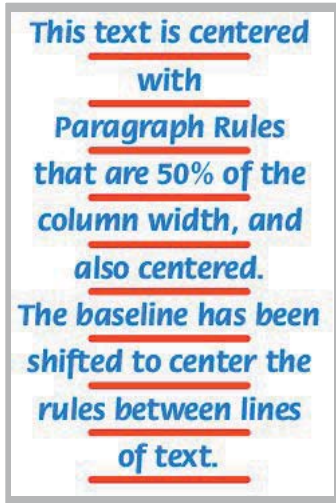 This text is centered
with
Paragraph Rules
that are 50% of the
column width, and
also centered.
The baseline has been
shifted to center the
rules between lines
of text.